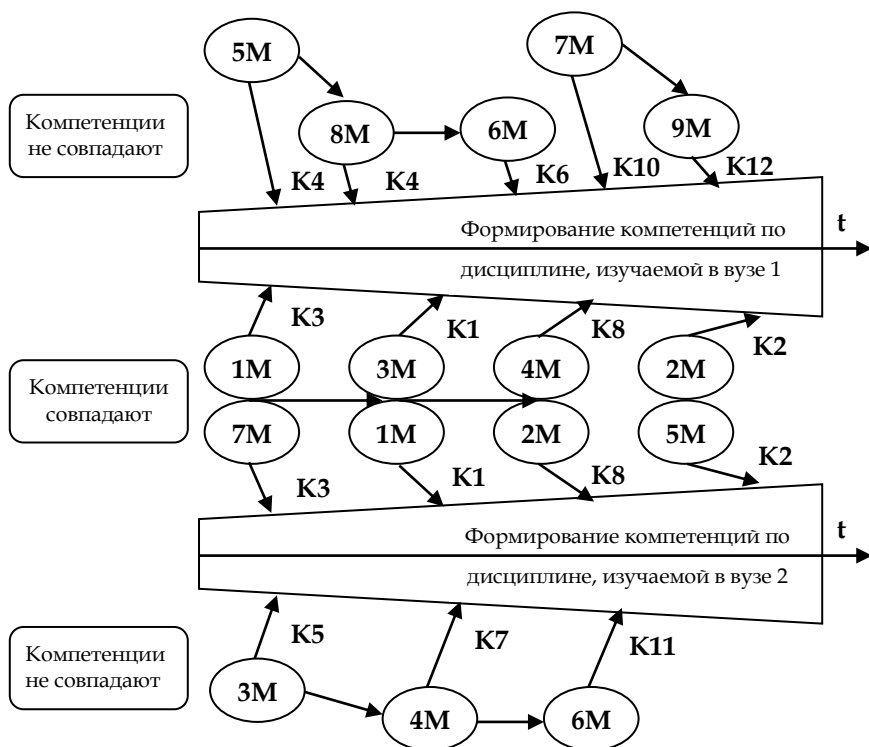 5М
7М
Компетенции
не совпадают
8М
6М
9М
К4
К4
К6
К10
К12
Формирование компетенций по
t
дисциплине, изучаемой в вузе 1
К3
К1
К8
К2
1М
3М
4М
2М
Компетенции
совпадают
7М
1М
2М
5М
К3
К1
К8
К2
Формирование компетенций по
t
дисциплине, изучаемой в вузе 2
К5
К7
К11
Компетенции
не совпадают
3М
4М
6М